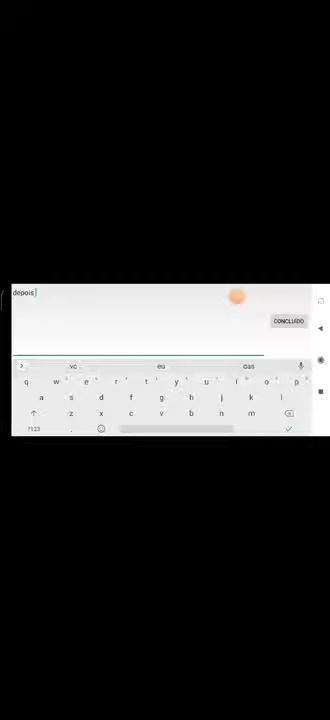 depois
CONCLUÍDO
vc eu das
q w e r t y u i o p
a s d f g h j k l
z x c v b n m
?123 .